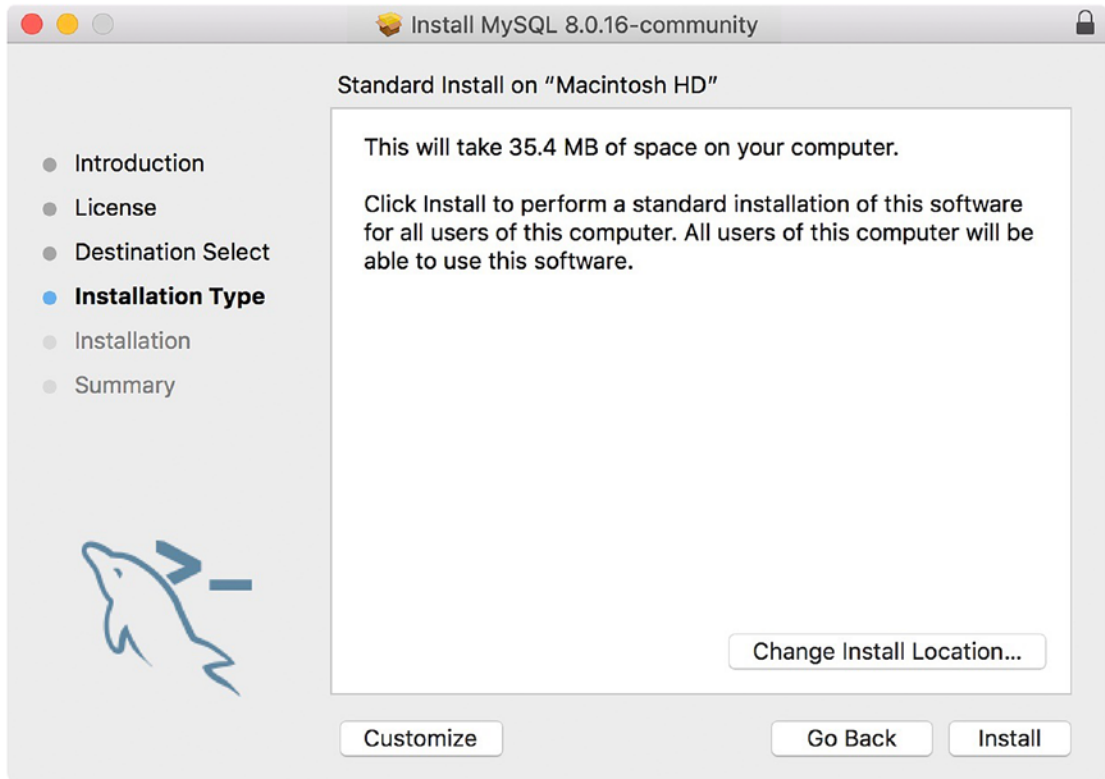 Install MySQL 8.0.16-community
Standard Install on “Macintosh HD”
Introduction
License
Destination Select
Installation Type
Installation
Summary
This will take 35.4 MB of space on your computer.
Click Install to perform a standard installation of this software
for all users of this computer. All users of this computer will be
able to use this software.
>_
Change Install Location...
Customize
Go Back
Install